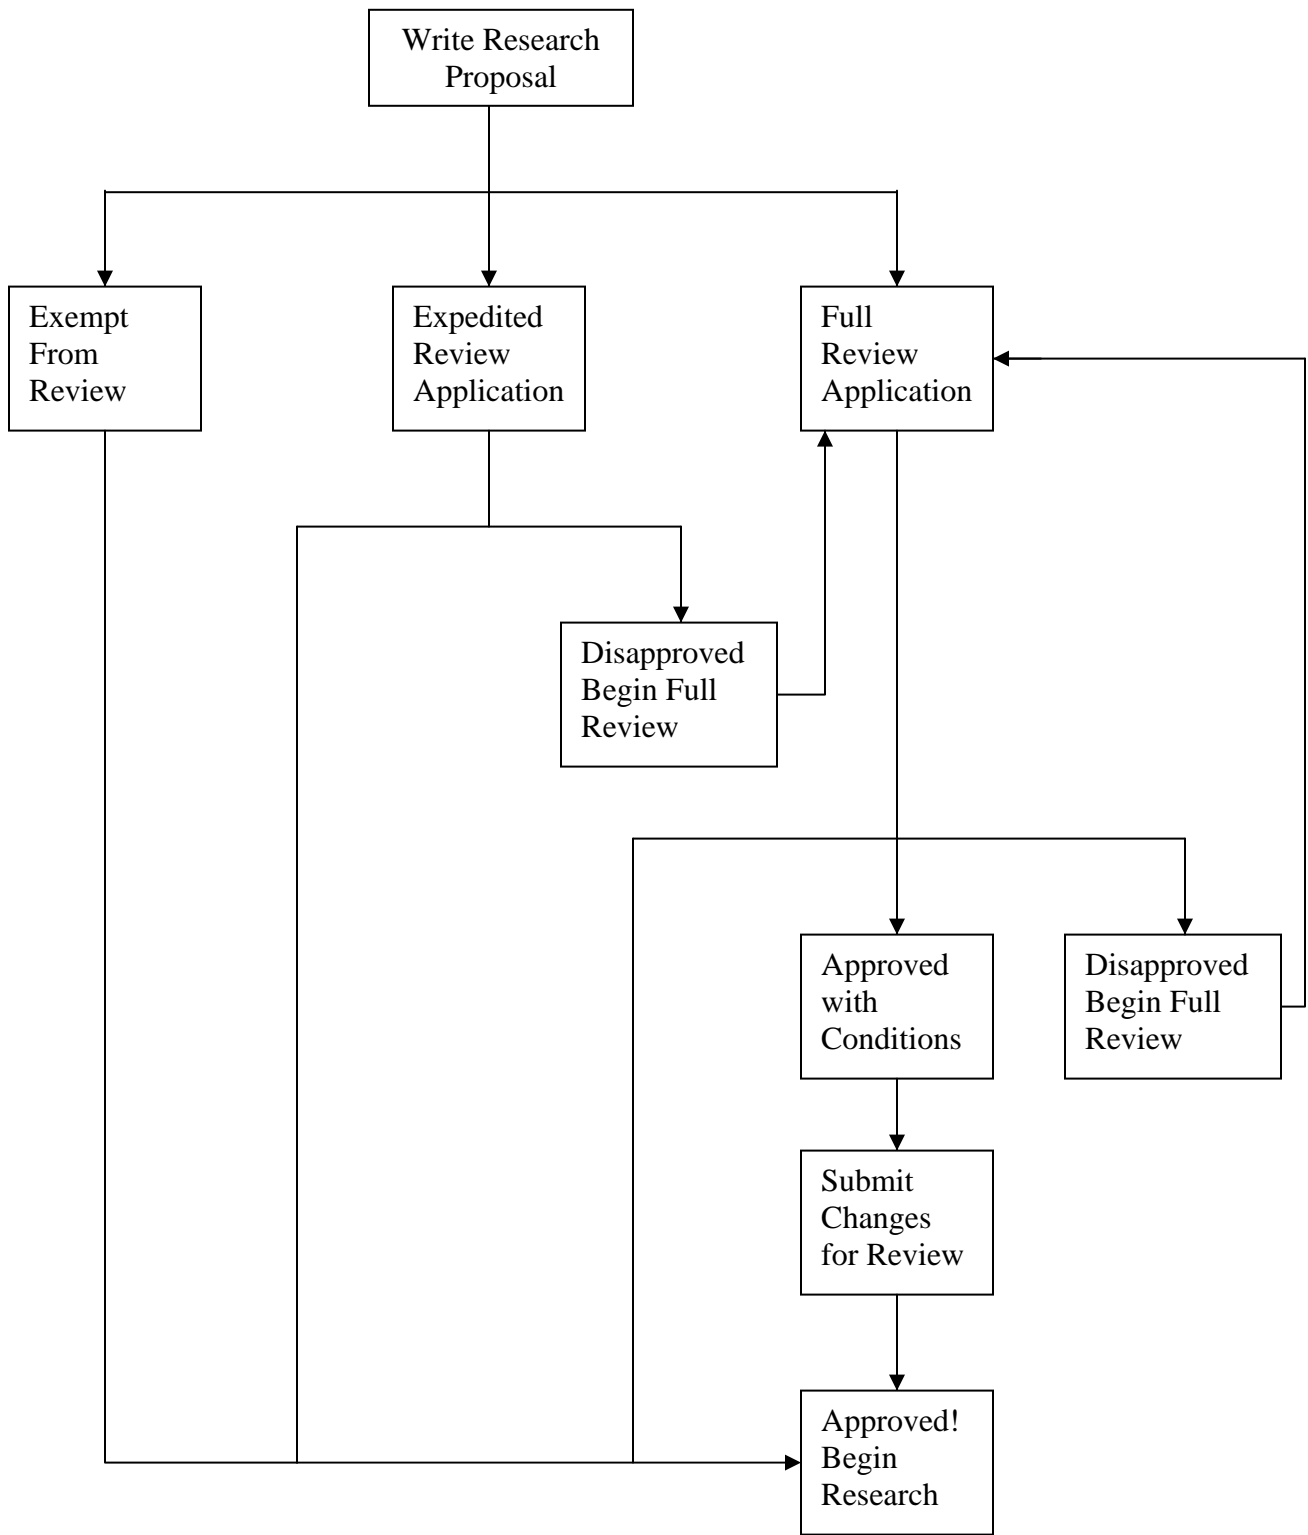 Write Research
Proposal
Exempt
From
Review
Expedited
Review
Application
Full
Review
Application
Disapproved
Begin Full
Review
Approved
with
Conditions
Disapproved
Begin Full
Review
Submit
Changes
for Review
Approved!
Begin
Research